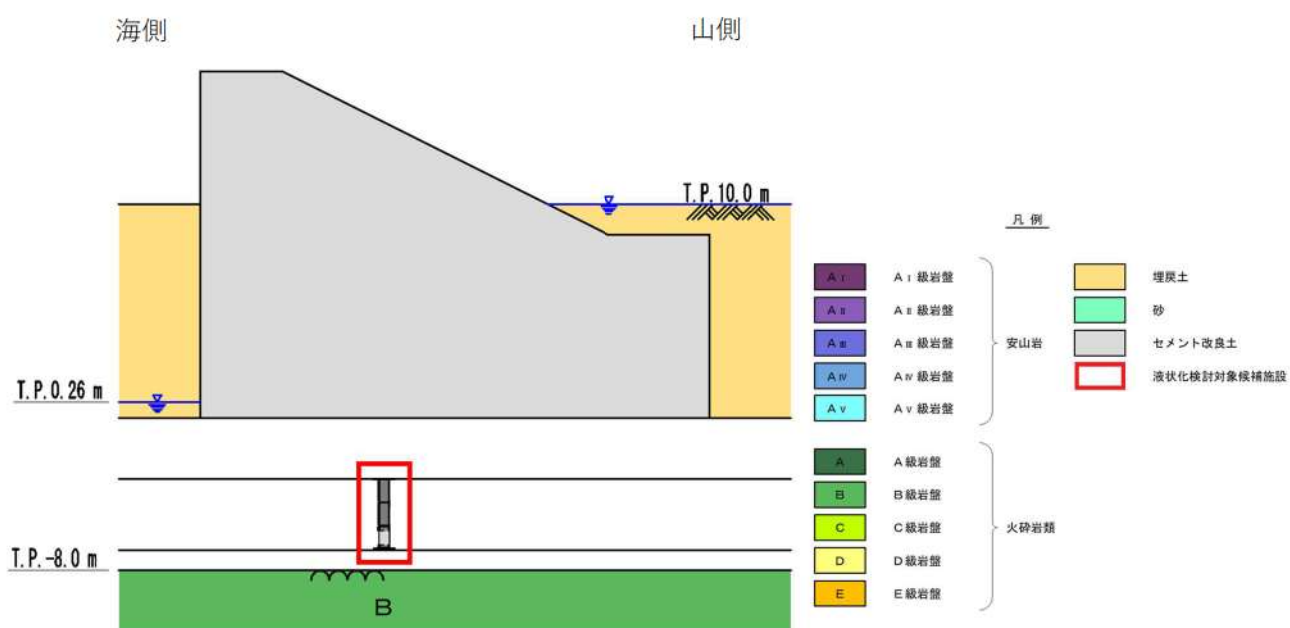 海側
山側
T.P.10.0 m
T.P.0.26 m
T.P.-8.0 m
B
凡例
AⅠ AⅠ級岩盤
AⅡ AⅡ級岩盤
AⅢ AⅢ級岩盤
AⅣ AⅣ級岩盤
AⅤ AⅤ級岩盤
安山岩
A A級岩盤
B B級岩盤
C C級岩盤
D D級岩盤
E E級岩盤
火砕岩類
埋戻土
砂
セメント改良土
液状化検討対象候補施設